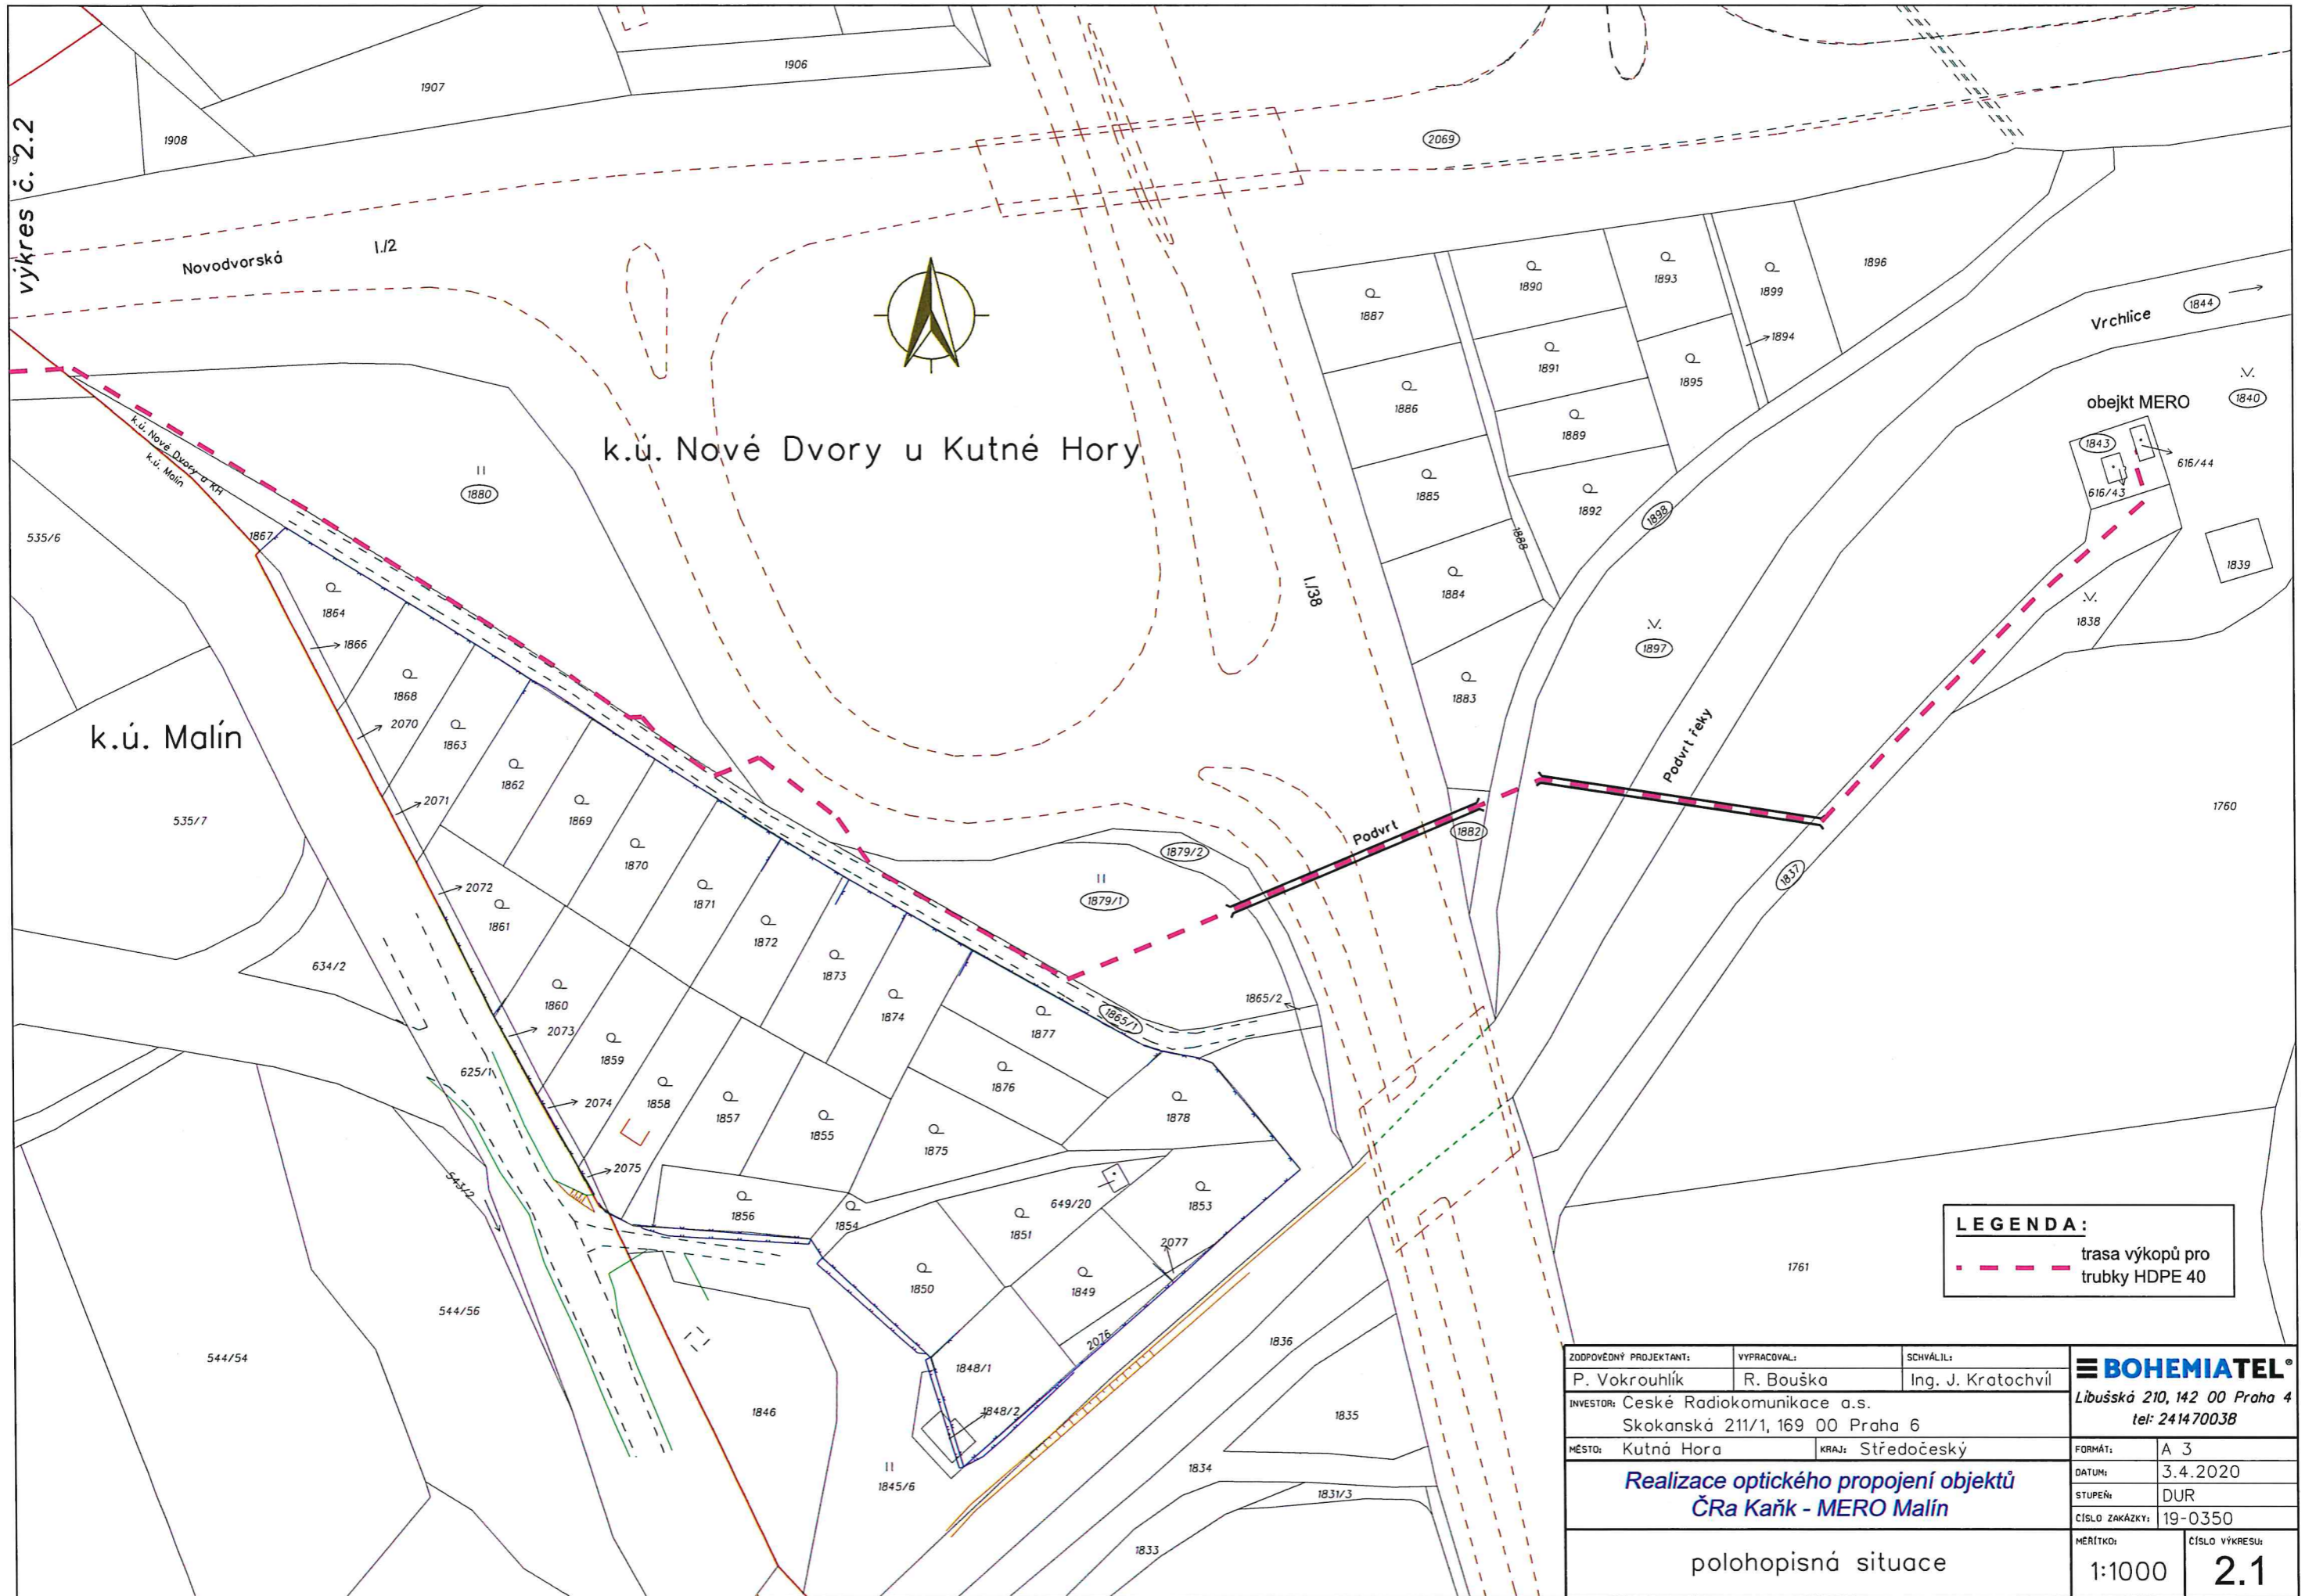 výkres č. 2.2
1906
1907
1908
2069
Novodvorská
I./2
k.ú. Nové Dvory u Kutné Hory
k.ú. Nové Dvory u KH
k.ú. Malín
1880
535/6
1867
1864
1866
1868
2070
1863
1862
2071
1869
1870
1871
2072
1861
1872
1873
1874
1860
2073
1859
1877
1876
625/1
2074
1858
1857
1855
1875
1878
2075
k.ú. Malín
535/7
634/2
543/2
544/56
544/54
1856
1854
649/20
1851
1853
2077
1850
1849
2076
1848/1
1848/2
1846
1845/6
1836
1835
1834
1831/3
1833
1879/2
1879/1
1865/1
1865/2
I./38
Podvrt
1882
Podvrt řeky
1887
1890
1893
1899
1896
1894
1891
1895
1886
1889
1885
1892
1888
1884
1883
1898
1897
Vrchlice
1844
1840
obejkt MERO
1843
616/44
616/43
1839
1838
1837
1760
1761
LEGENDA:
trasa výkopů pro
trubky HDPE 40
ZODPOVĚDNÝ PROJEKTANT:
VYPRACOVAL:
SCHVÁLIL:
P. Vokrouhlík
R. Bouška
Ing. J. Kratochvíl
BOHEMIATEL®
Libušská 210, 142 00 Praha 4
tel: 241470038
INVESTOR: České Radiokomunikace a.s.
Skokanská 211/1, 169 00 Praha 6
MĚSTO: Kutná Hora
KRAJ: Středočeský
FORMÁT: A 3
DATUM: 3.4.2020
STUPEŇ: DUR
ČÍSLO ZAKÁZKY: 19-0350
Realizace optického propojení objektů
ČRa Kaňk - MERO Malín
polohopisná situace
MĚŘÍTKO:
1:1000
ČÍSLO VÝKRESU:
2.1